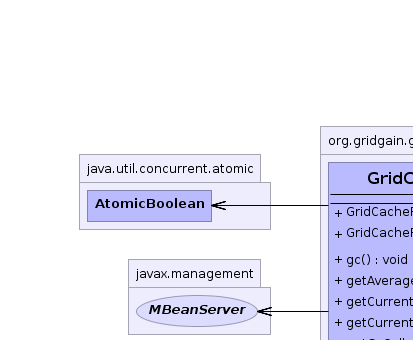 org.gridgain.g
java.util.concurrent.atomic
GridC
AtomicBoolean
+ GridCacheF
+ GridCacheF
+ gc() : void
javax.management
+ getAverage
+ getCurrent
MBeanServer
+ getCurrent